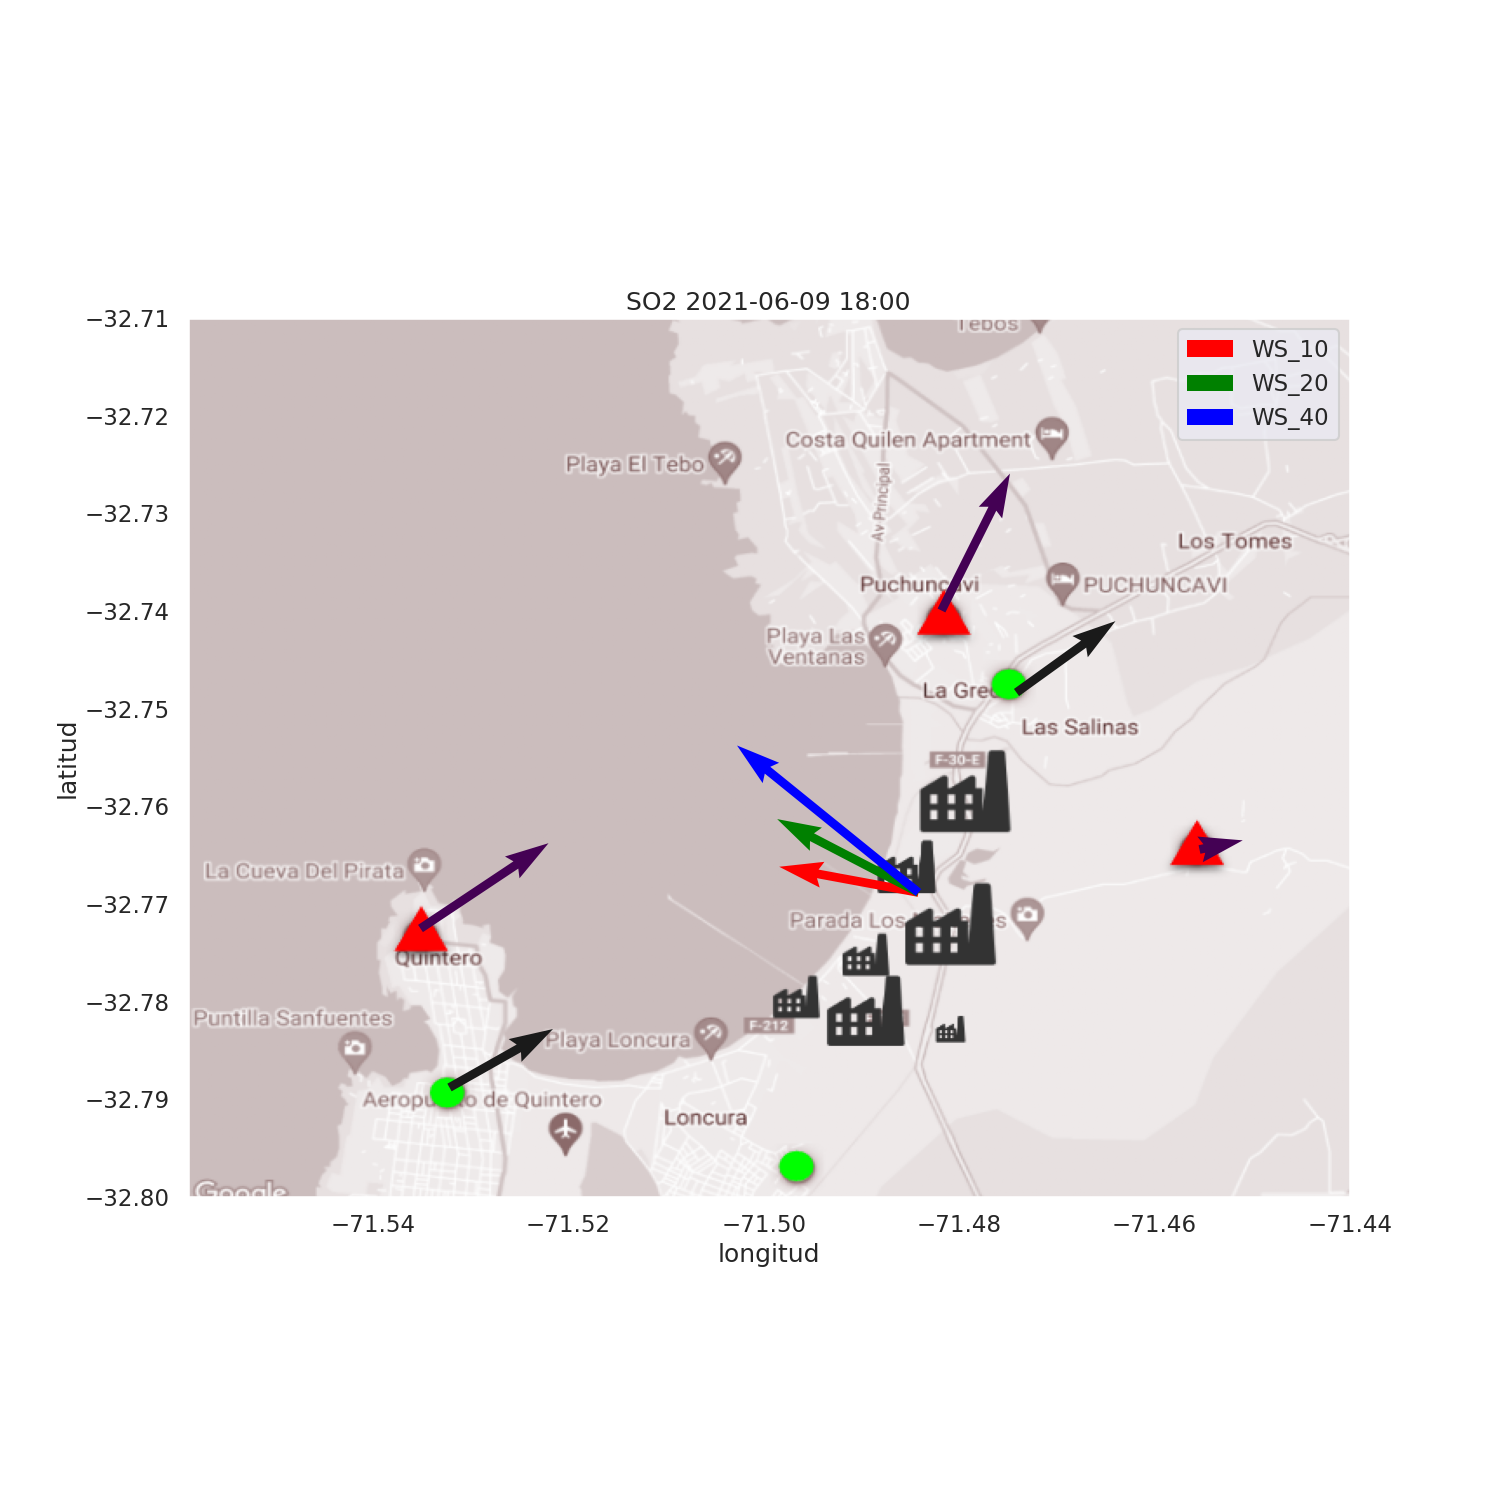 SO2 2021-06-09 18:00
−32.71
−32.72
−32.73
−32.74
−32.75
−32.76
−32.77
−32.78
−32.79
−32.80
latitud
WS_10
WS_20
WS_40
Tebos
Costa Quilen Apartment
Playa El Tebo
Av Principal
Los Tomes
Puchuncavi
PUCHUNCAVI
Playa Las
Ventanas
La Gre
Las Salinas
F-30-E
La Cueva Del Pirata
Parada Los
Quintero
Puntilla Sanfuentes
F-212
Playa Loncura
Aeropu to de Quintero
Loncura
Google
−71.54
−71.52
−71.50
−71.48
−71.46
−71.44
longitud